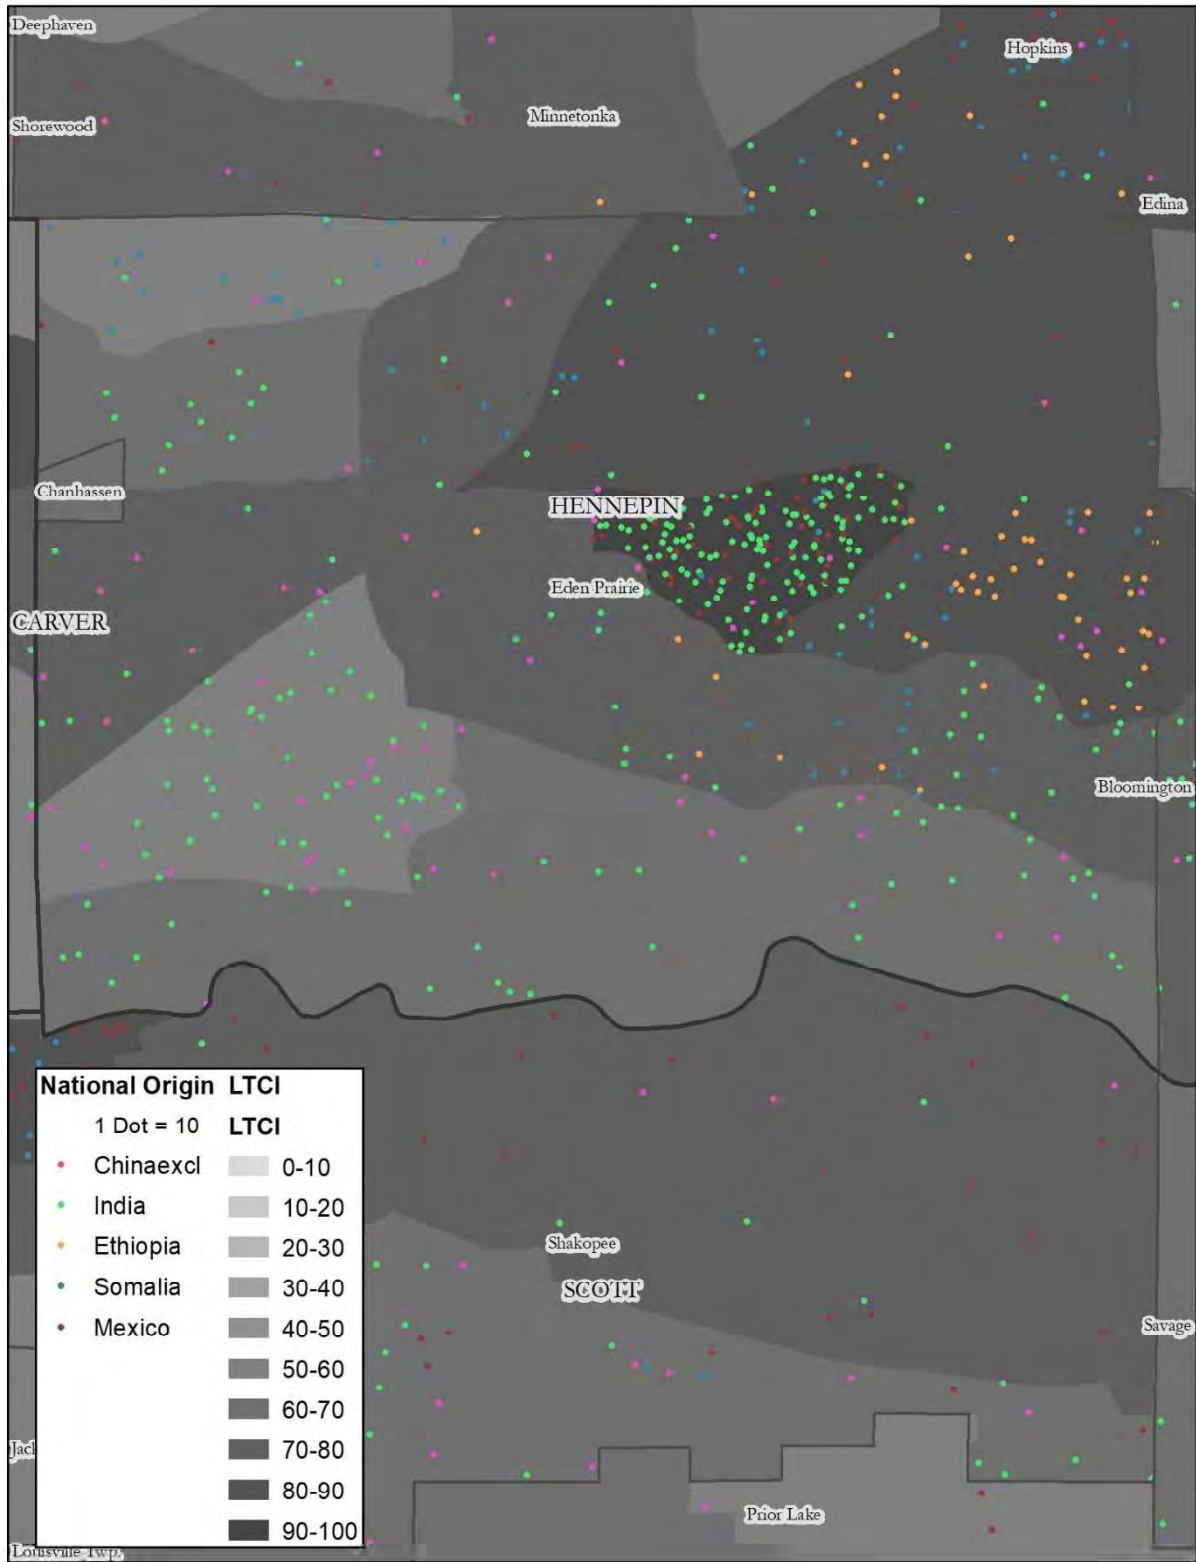 Deephaven
Hopkins
Minnetonka
Shorewood
Edina
Chanhassen
HENNEPIN
Eden Prairie
CARVER
Bloomington
National Origin LTCI
1 Dot = 10 LTCI
Chinaexcl 0-10
India 10-20
Ethiopia 20-30
Somalia 30-40
Mexico 40-50
50-60
60-70
70-80
80-90
90-100
Shakopee
SCOTT
Savage
Jack
Prior Lake
Louisville Twp.